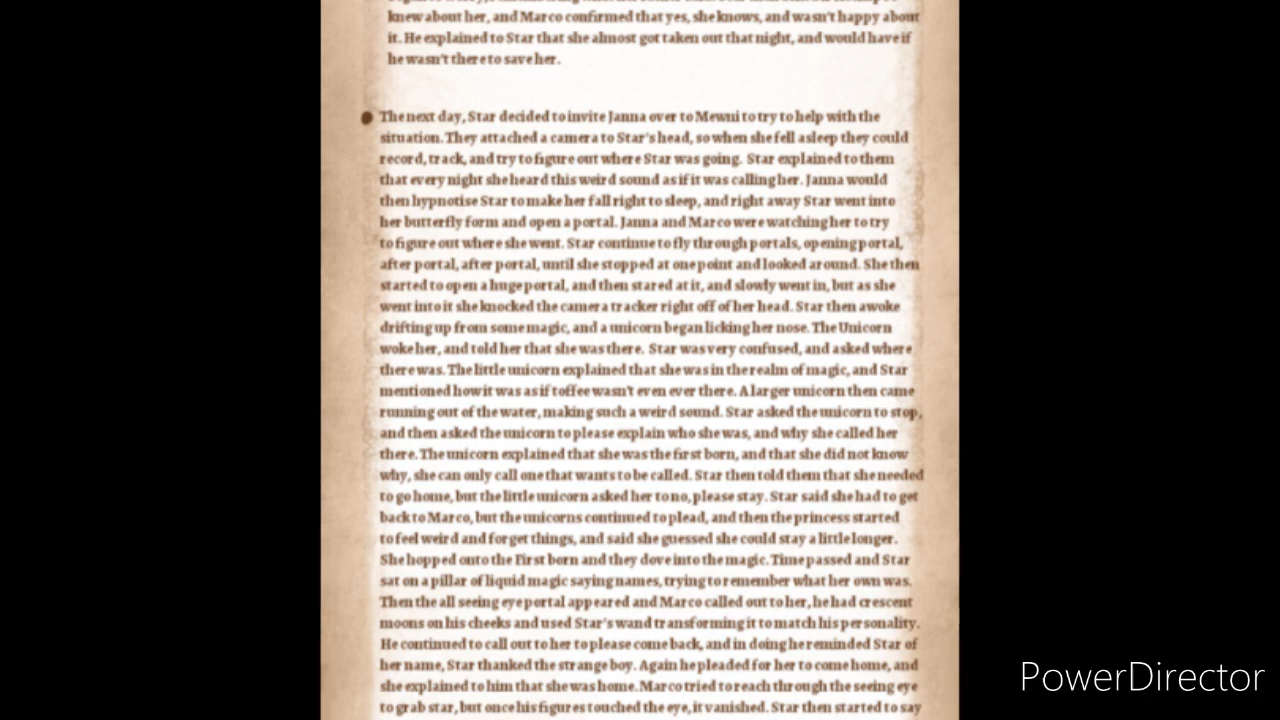 knew about her, and Marco confirmed that yes, she knows, and wasn't happy about
it. He explained to Star that she almost got taken out that night, and would have if
he wasn't there to save her.
The next day, Star decided to invite Janna over to Mewni to try to help with the
situation. They attached a camera to Star's head, so when she fell asleep they could
record, track, and try to figure out where Star was going. Star explained to them
that every night she heard this weird sound as if it was calling her. Janna would
then hypnotise Star to make her fall right to sleep, and right away Star went into
her butterfly form and open a portal. Janna and Marco were watching her to try
to figure out where she went. Star continue to fly through portals, opening portal,
after portal, after portal, until she stopped at one point and looked around. She then
started to open a huge portal, and then stared at it, and slowly went in, but as she
went into it she knocked the camera tracker right off of her head. Star then awoke
drifting up from some magic, and a unicorn began licking her nose. The Unicorn
woke her, and told her that she was there. Star was very confused, and asked where
there was. The little unicorn explained that she was in the realm of magic, and Star
mentioned how it was as if toffee wasn't even ever there. A larger unicorn then came
running out of the water, making such a weird sound. Star asked the unicorn to stop,
and then asked the unicorn to please explain who she was, and why she called her
there. The unicorn explained that she was the first born, and that she did not know
why, she can only call one that wants to be called. Star then told them that she needed
to go home, but the little unicorn asked her to no, please stay. Star said she had to get
back to Marco, but the unicorns continued to plead, and then the princess started
to feel weird and forget things, and said she guessed she could stay a little longer.
She hopped onto the First born and they dove into the magic. Time passed and Star
sat on a pillar of liquid magic saying names, trying to remember what her own was.
Then the all seeing eye portal appeared and Marco called out to her, he had crescent
moons on his cheeks and used Star's wand transforming it to match his personality.
He continued to call out to her to please come back, and in doing he reminded Star of
her name, Star thanked the strange boy. Again he pleaded for her to come home, and
she explained to him that she was home. Marco tried to reach through the seeing eye
to grab star, but once his figures touched the eye, it vanished. Star then started to say
PowerDirector